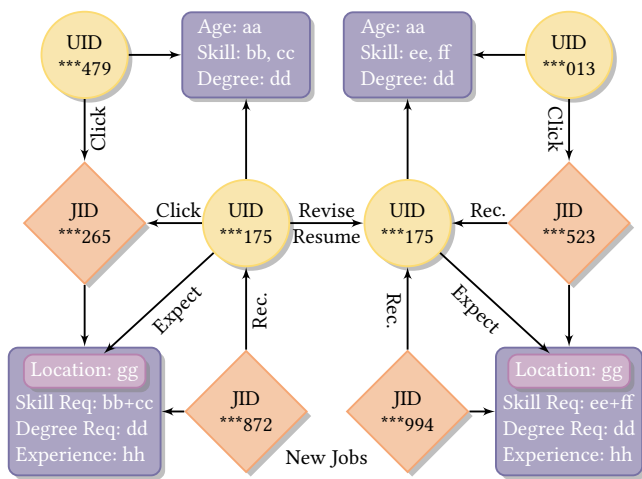 UID
***479
Age: aa
Skill: bb, cc
Degree: dd
Age: aa
Skill: ee, ff
Degree: dd
UID
***013
Click
Click
JID
***265
Click
UID
***175
Revise
Resume
UID
***175
Rec.
JID
***523
Expect
Rec.
Rec.
Expect
Location: gg
Skill Req: bb+cc
Degree Req: dd
Experience: hh
JID
***872
New Jobs
JID
***994
Location: gg
Skill Req: ee+ff
Degree Req: dd
Experience: hh